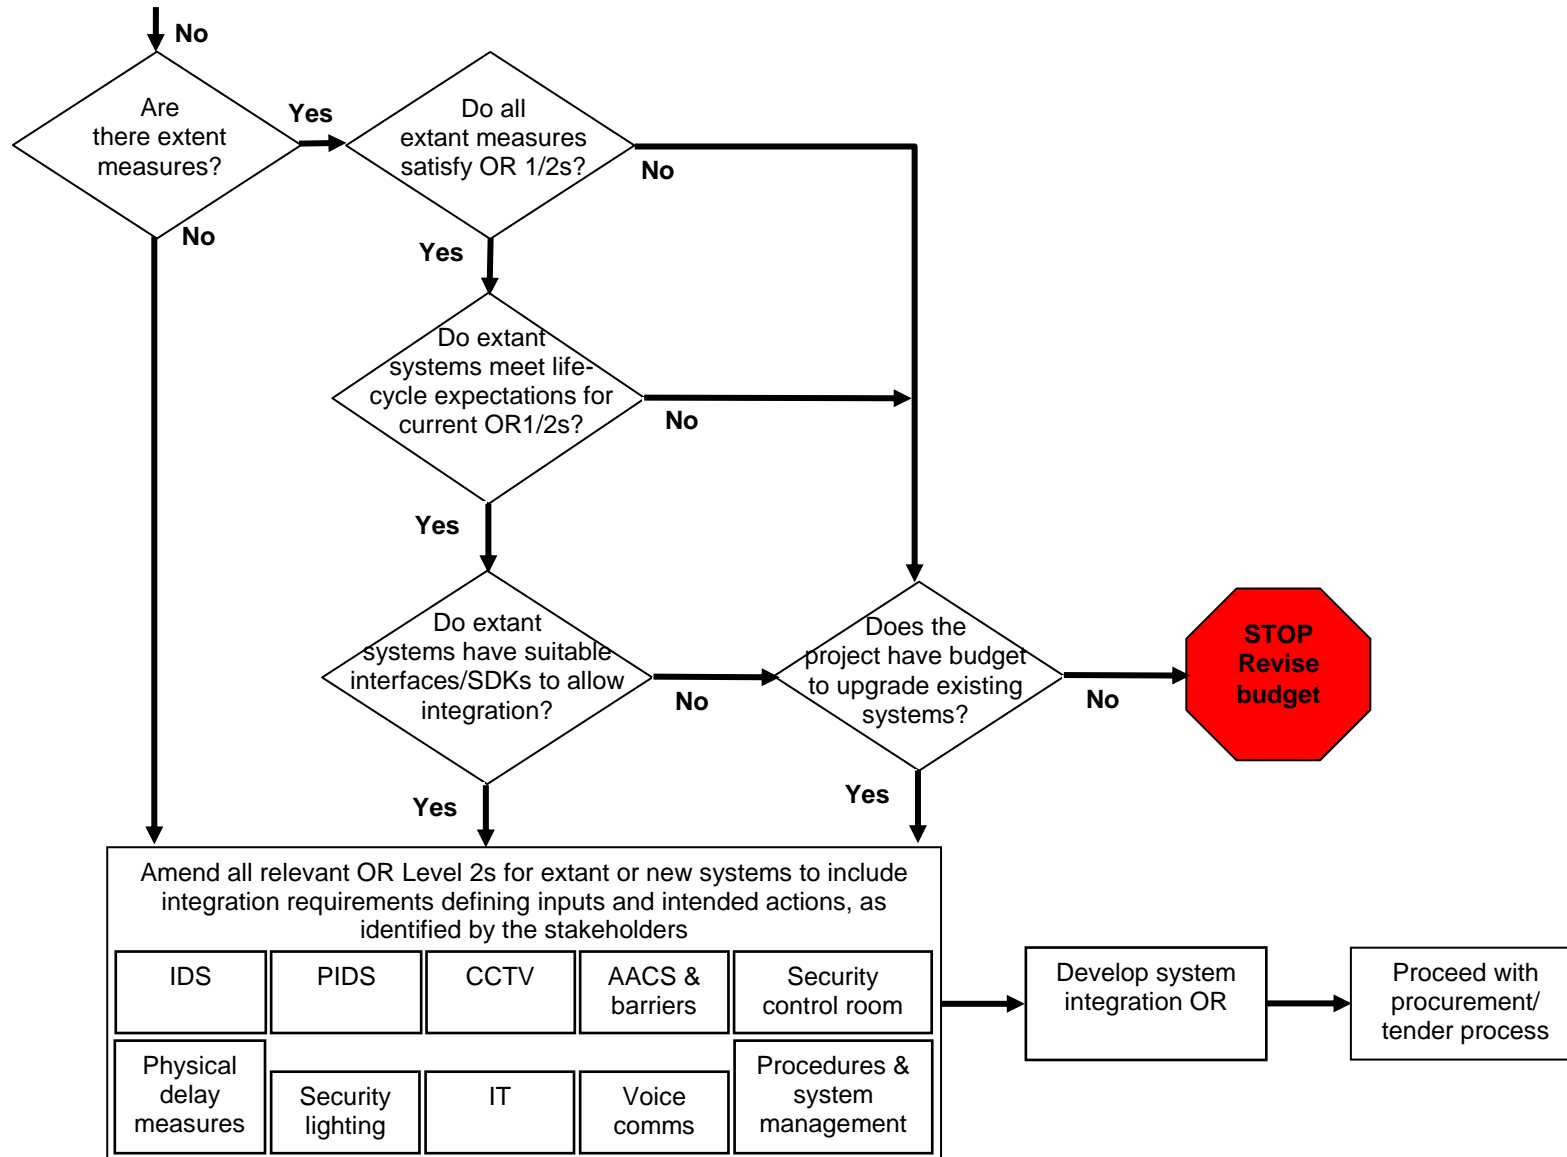 No
Are
there extent
measures?
Yes
Do all
extant measures
satisfy OR 1/2s?
No
No
Yes
Do extant
systems meet life-
cycle expectations for
current OR1/2s?
No
Yes
Do extant
systems have suitable
interfaces/SDKs to allow
integration?
No
Does the
project have budget
to upgrade existing
systems?
No
STOP
Revise
budget
Yes
Yes
Amend all relevant OR Level 2s for extant or new systems to include
integration requirements defining inputs and intended actions, as
identified by the stakeholders
IDS
PIDS
CCTV
AACS &
barriers
Security
control room
Physical
delay
measures
Security
lighting
IT
Voice
comms
Procedures &
system
management
Develop system
integration OR
Proceed with
procurement/
tender process